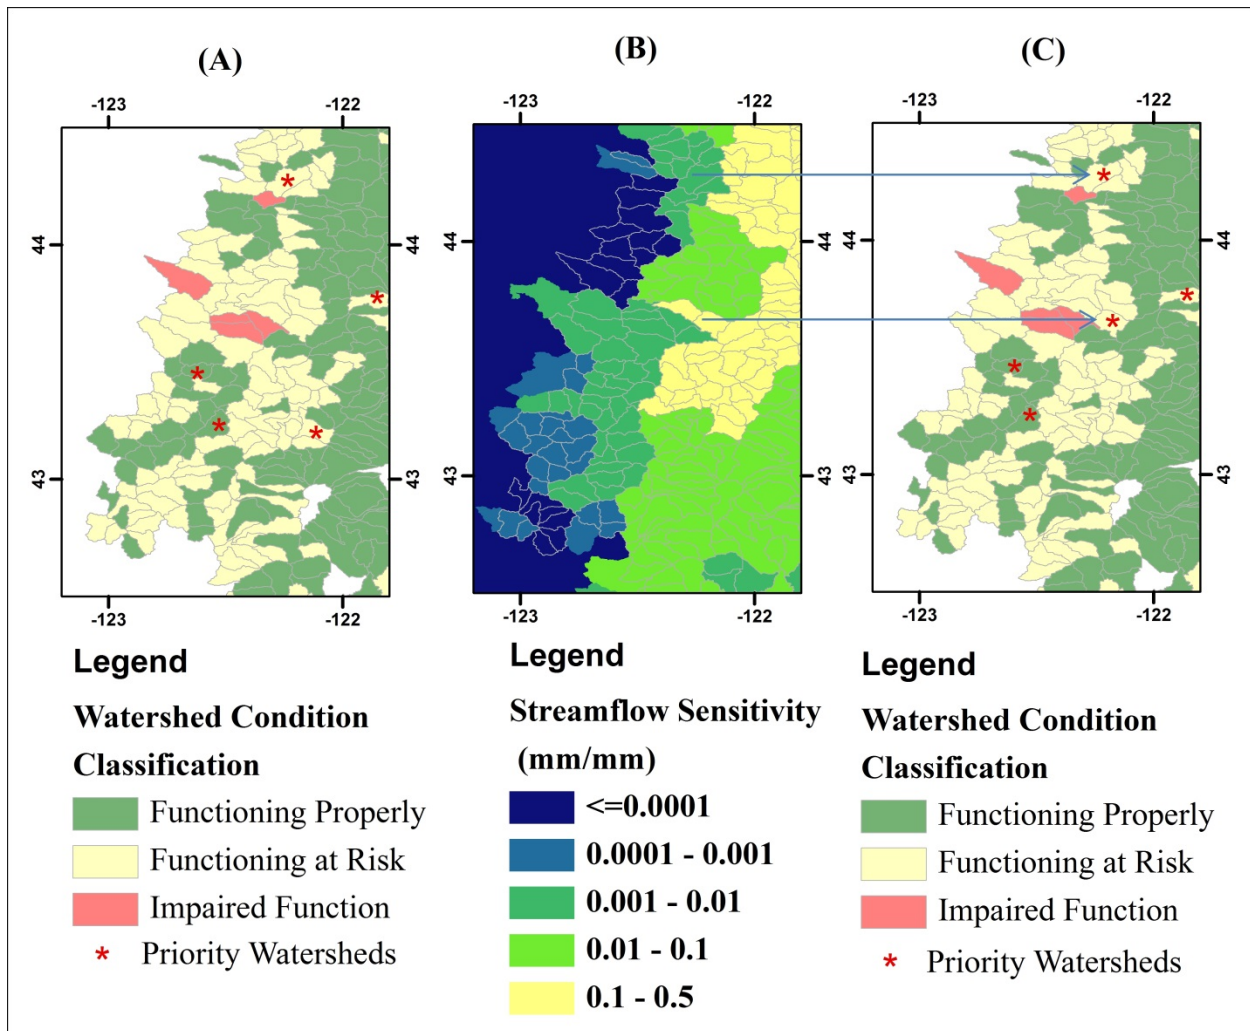 (A)
-123
-122
44
44
43
43
-123
-122
Legend
Watershed Condition
Classification
Functioning Properly
Functioning at Risk
Impaired Function
* Priority Watersheds
(B)
-123
-122
44
43
-123
-122
Legend
Streamflow Sensitivity
(mm/mm)
<=0.0001
0.0001 - 0.001
0.001 - 0.01
0.01 - 0.1
0.1 - 0.5
(C)
-123
-122
44
44
43
43
-123
-122
Legend
Watershed Condition
Classification
Functioning Properly
Functioning at Risk
Impaired Function
* Priority Watersheds